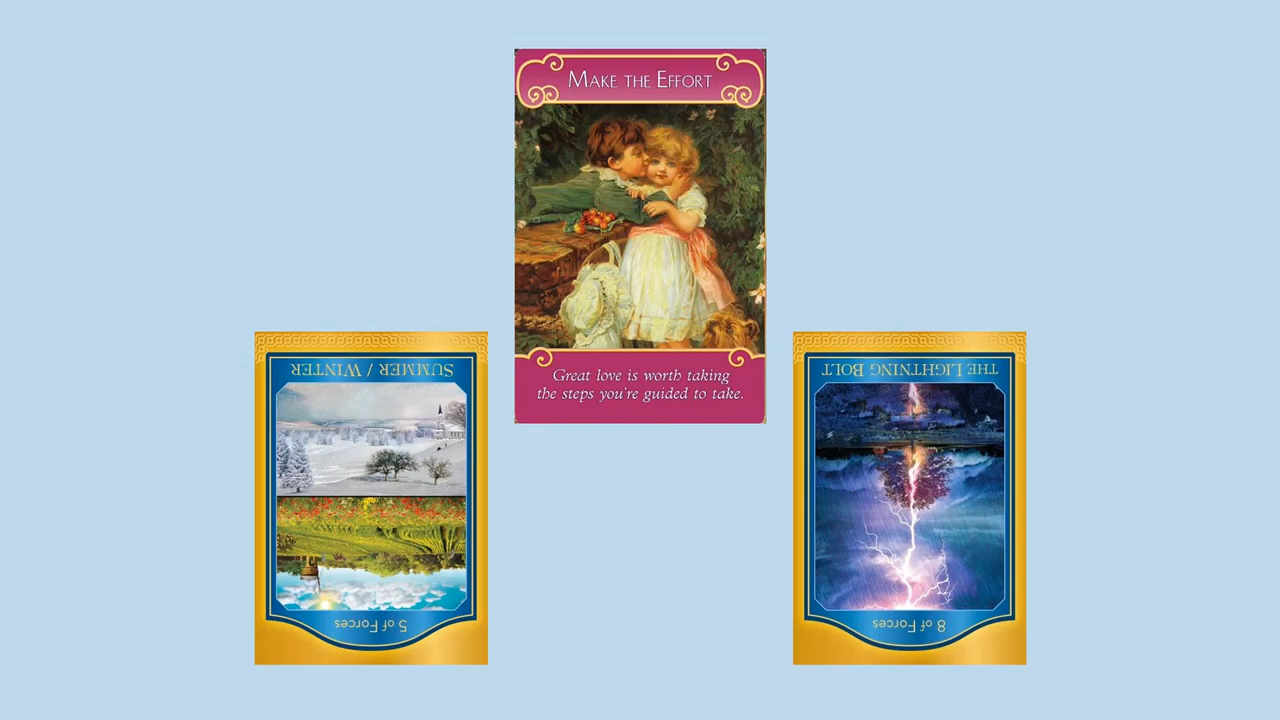 Make the Effort
Great love is worth taking
the steps you're guided to take.
Summer / Winter
5 of Forces
The Lightning Bolt
8 of Forces